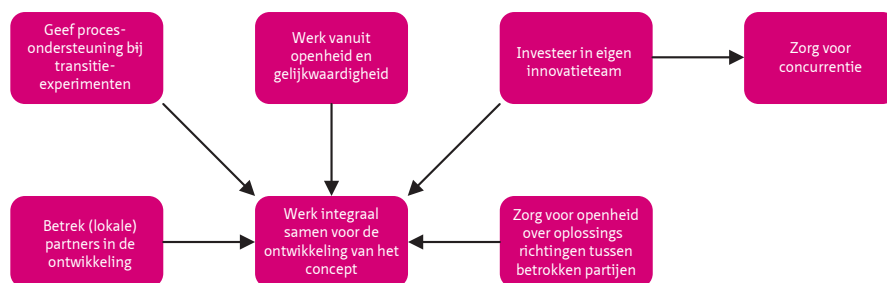 Geef proces-
ondersteuning bij
transitie-
experimenten
Werk vanuit
openheid en
gelijkwaardigheid
Investeer in eigen
innovatieteam
Zorg voor
concurrentie
Betrek (lokale)
partners in de
ontwikkeling
Werk integraal
samen voor de
ontwikkeling van het
concept
Zorg voor openheid
over oplossings
richtingen tussen
betrokken partijen